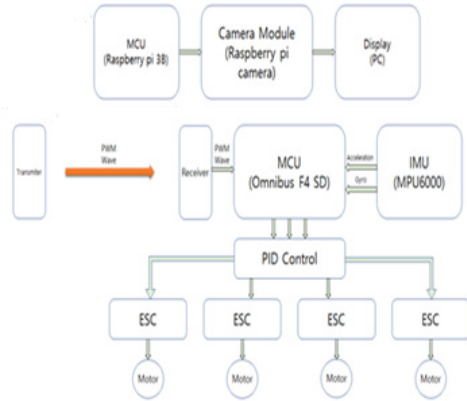 MCU
(Raspberry pi 3B)
Camera Module
(Raspberry pi
camera)
Display
(PC)
Transmiter
PWM
Wave
Receiver
PWM
Wave
MCU
(Omnibus F4 SD)
Acceleration
Gyro
IMU
(MPU6000)
PID Control
ESC
ESC
ESC
ESC
Motor
Motor
Motor
Motor